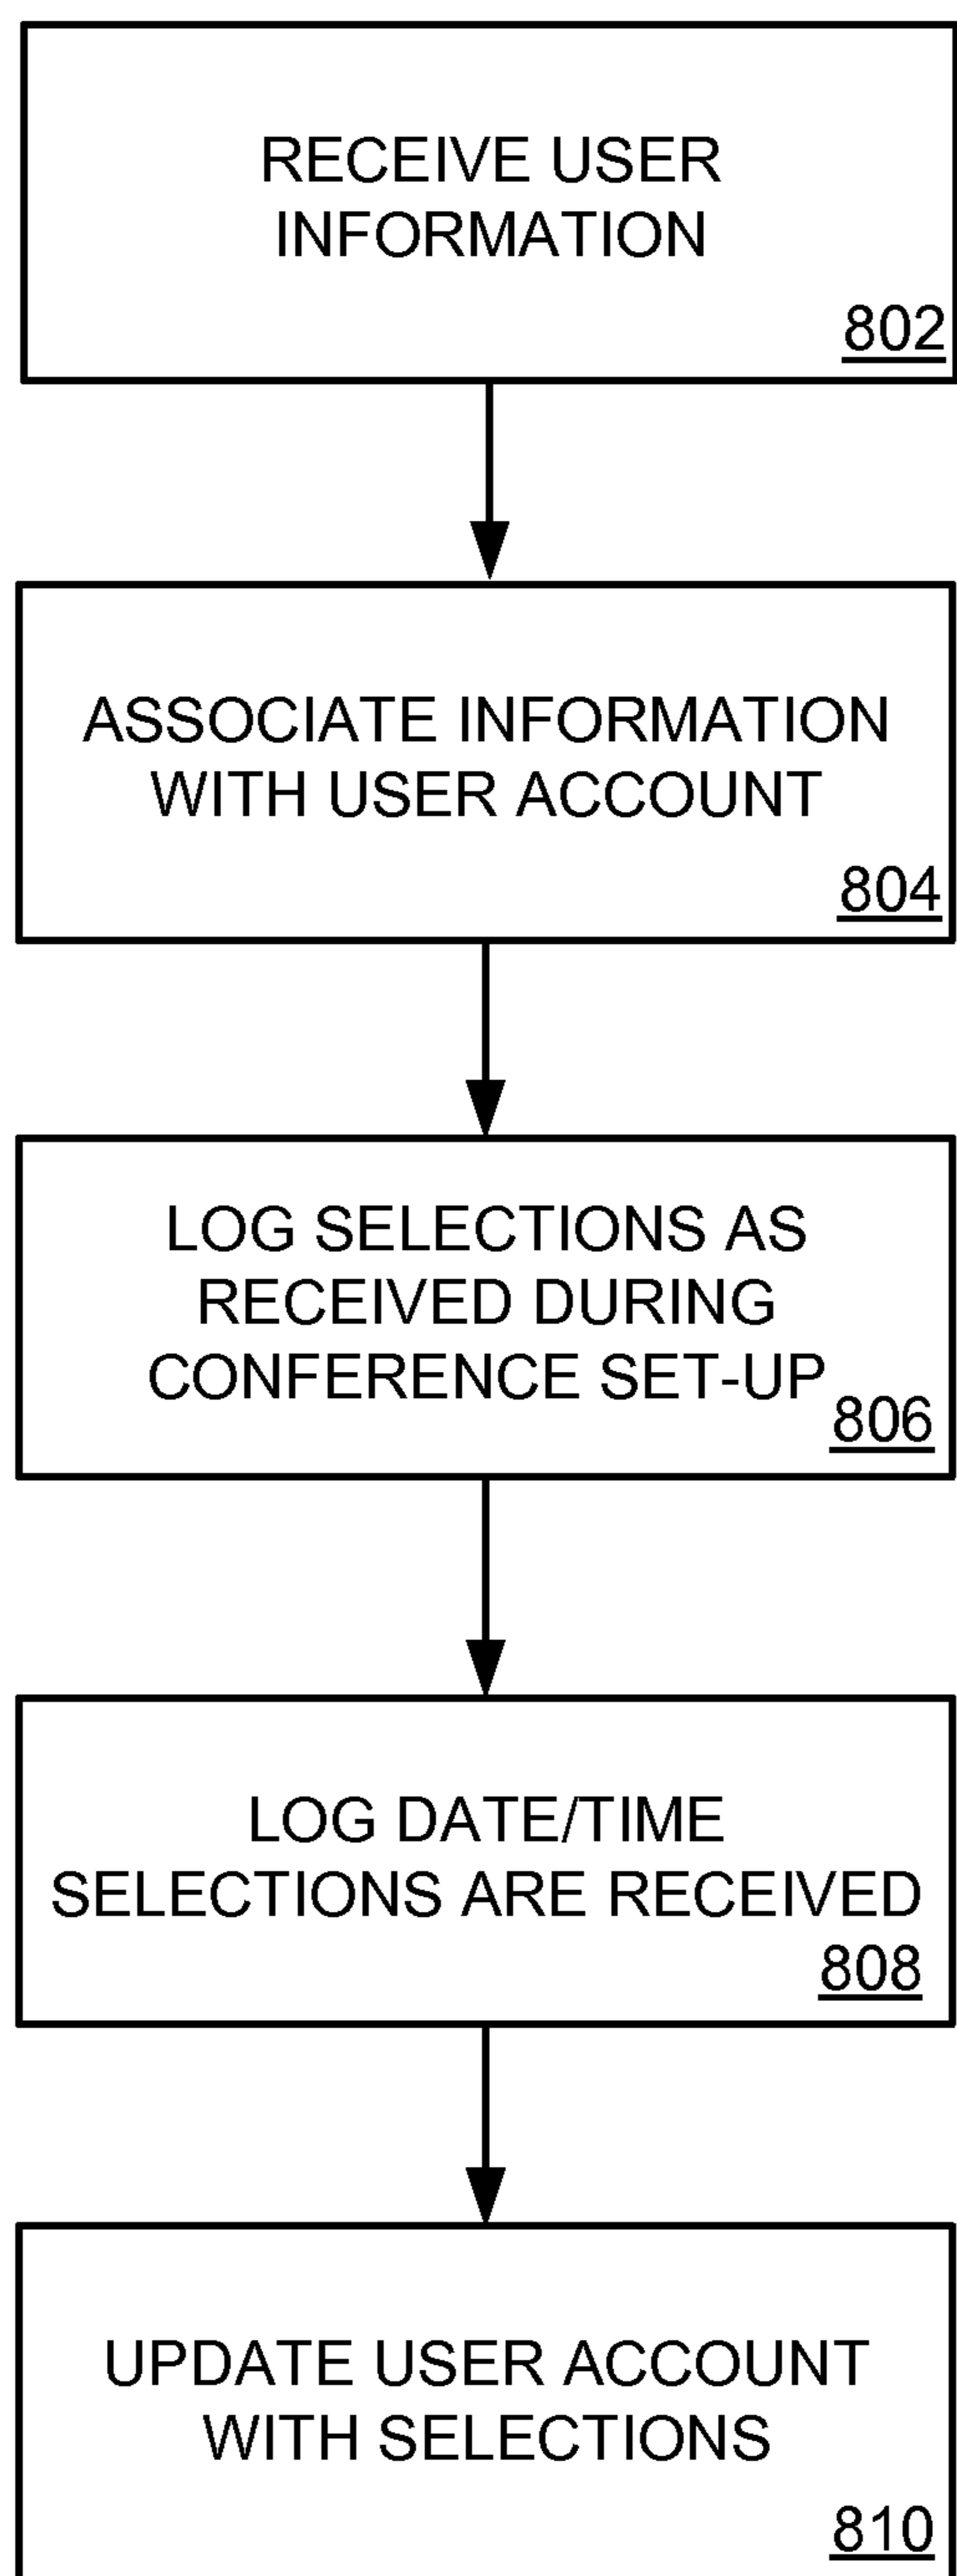 RECEIVE USER
INFORMATION
802
ASSOCIATE INFORMATION
WITH USER ACCOUNT
804
LOG SELECTIONS AS
RECEIVED DURING
CONFERENCE SET-UP
806
LOG DATE/TIME
SELECTIONS ARE RECEIVED
808
UPDATE USER ACCOUNT
WITH SELECTIONS
810